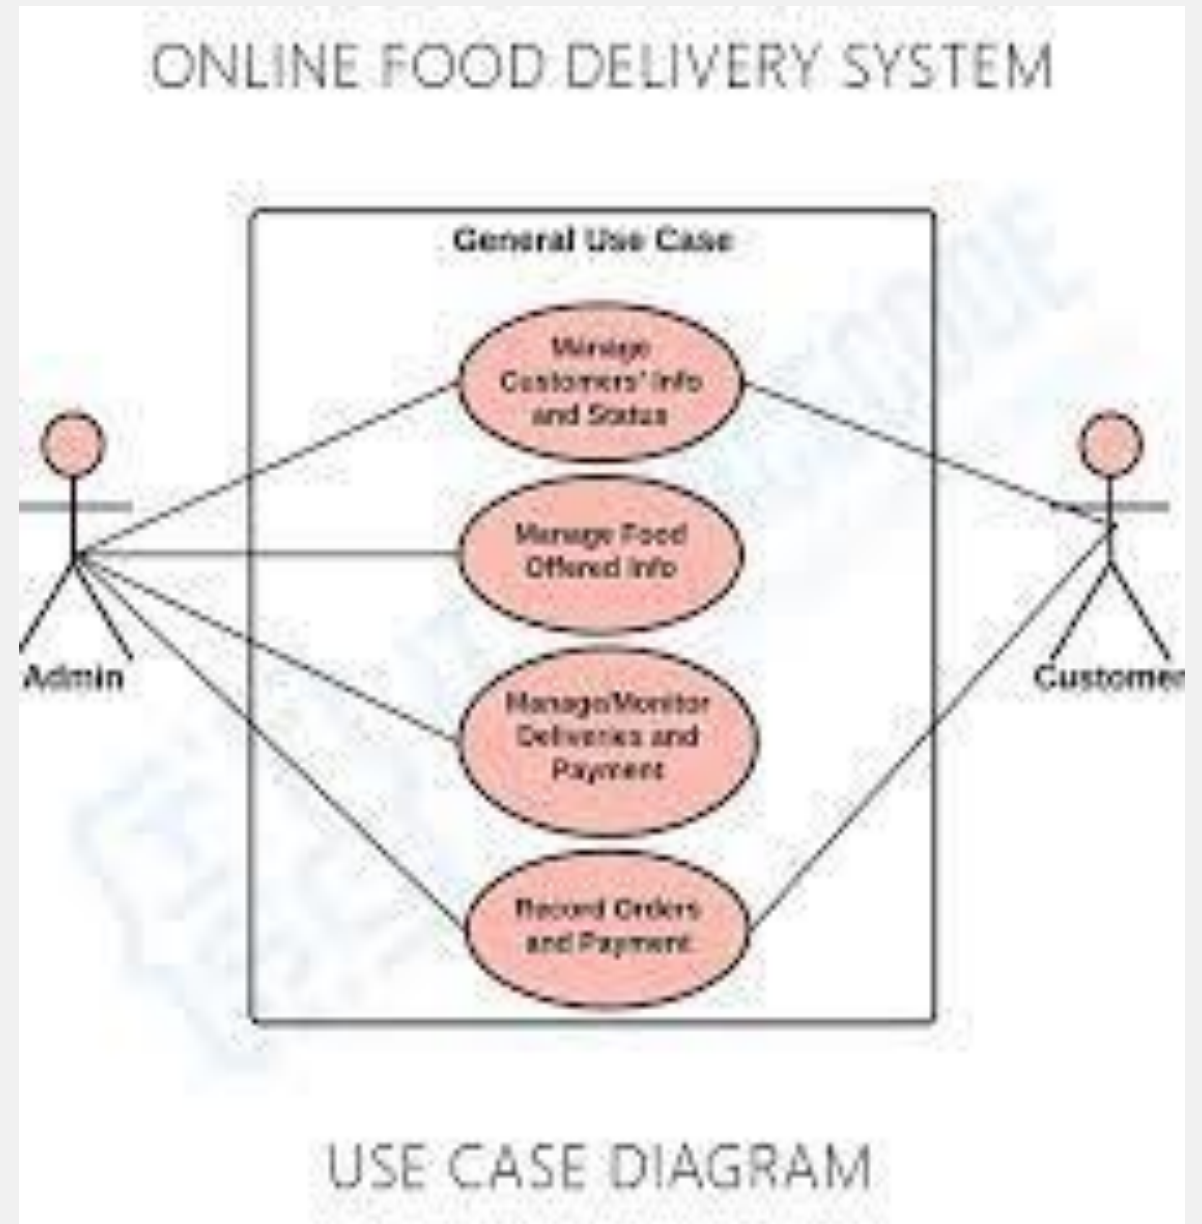 ONLINE FOOD DELIVERY SYSTEM
General Use Case
Manage
Customers' Info
and Status
Manage Food
Offered Info
Manage/Monitor
Deliveries and
Payment
Record Orders
and Payment
Admin
Customer
USE CASE DIAGRAM